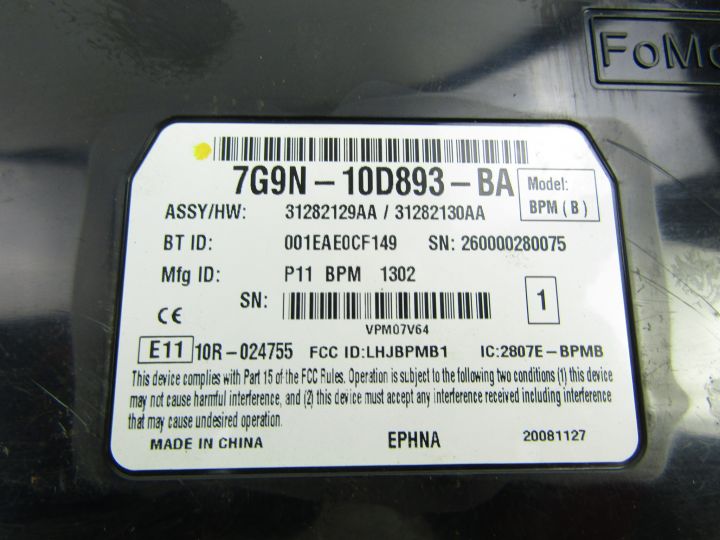 FoMo
7G9N-10D893-BA
Model:
BPM (B)
ASSY/HW: 31282129AA / 31282130AA
BT ID: 001EAE0CF149 SN: 260000280075
Mfg ID: P11 BPM 1302
SN:
1
VPM07V64
CE
E11 10R-024755 FCC ID:LHJBPMB1 IC:2807E-BPMB
This device complies with Part 15 of the FCC Rules. Operation is subject to the following two conditions (1) this device
may not cause harmful interference, and (2) this device must accept any interference received including interference
that may cause undesired operation.
MADE IN CHINA EPHNA 20081127